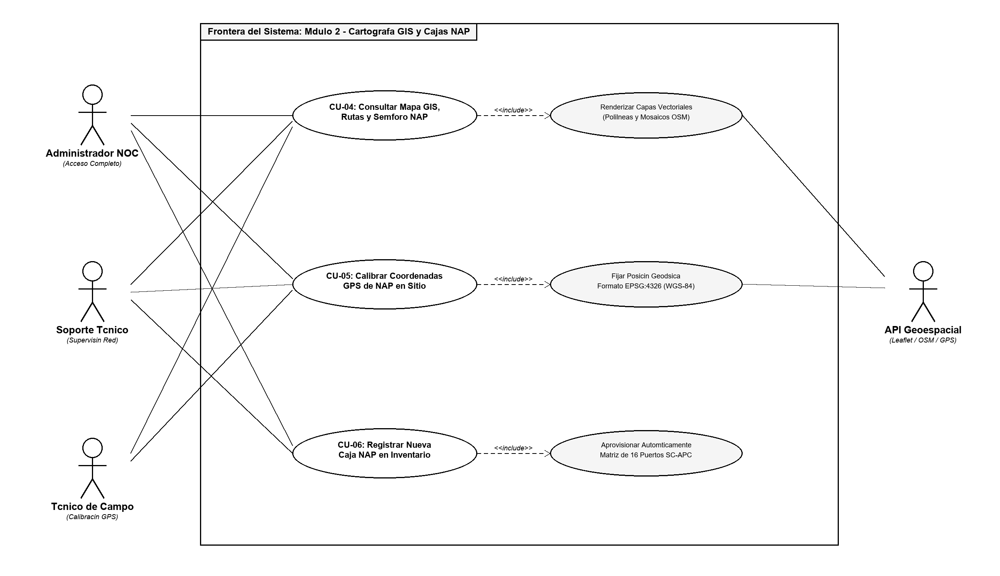 Frontera del Sistema: Mdulo 2 - Cartografa GIS y Cajas NAP
Administrador NOC
(Acceso Completo)
CU-04: Consultar Mapa GIS,
Rutas y Semforo NAP
<<include>>
Renderizar Capas Vectoriales
(Polilneas y Mosaicos OSM)
Soporte Tcnico
(Supervisin Red)
CU-05: Calibrar Coordenadas
GPS de NAP en Sitio
<<include>>
Fijar Posicin Geodsica
Formato EPSG:4326 (WGS-84)
API Geoespacial
(Leaflet / OSM / GPS)
Tcnico de Campo
(Calibracin GPS)
CU-06: Registrar Nueva
Caja NAP en Inventario
<<include>>
Aprovisionar Automticamente
Matriz de 16 Puertos SC-APC